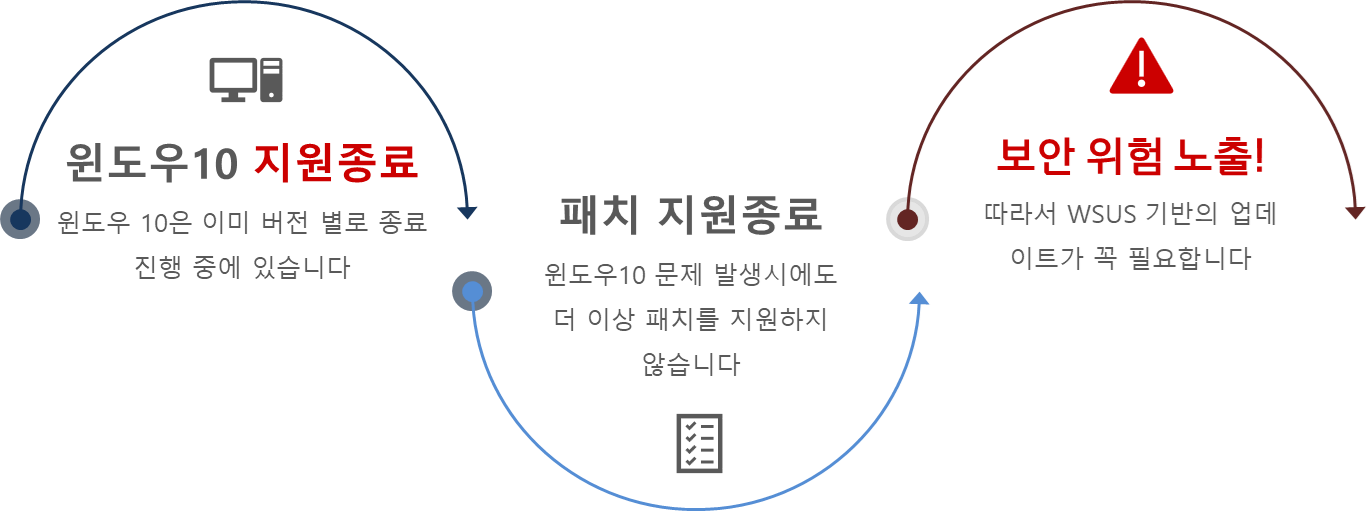 윈도우10 지원종료
윈도우 10은 이미 버전 별로 종료
진행 중에 있습니다
패치 지원종료
윈도우10 문제 발생시에도
더 이상 패치를 지원하지
않습니다
보안 위험 노출!
따라서 WSUS 기반의 업데
이트가 꼭 필요합니다